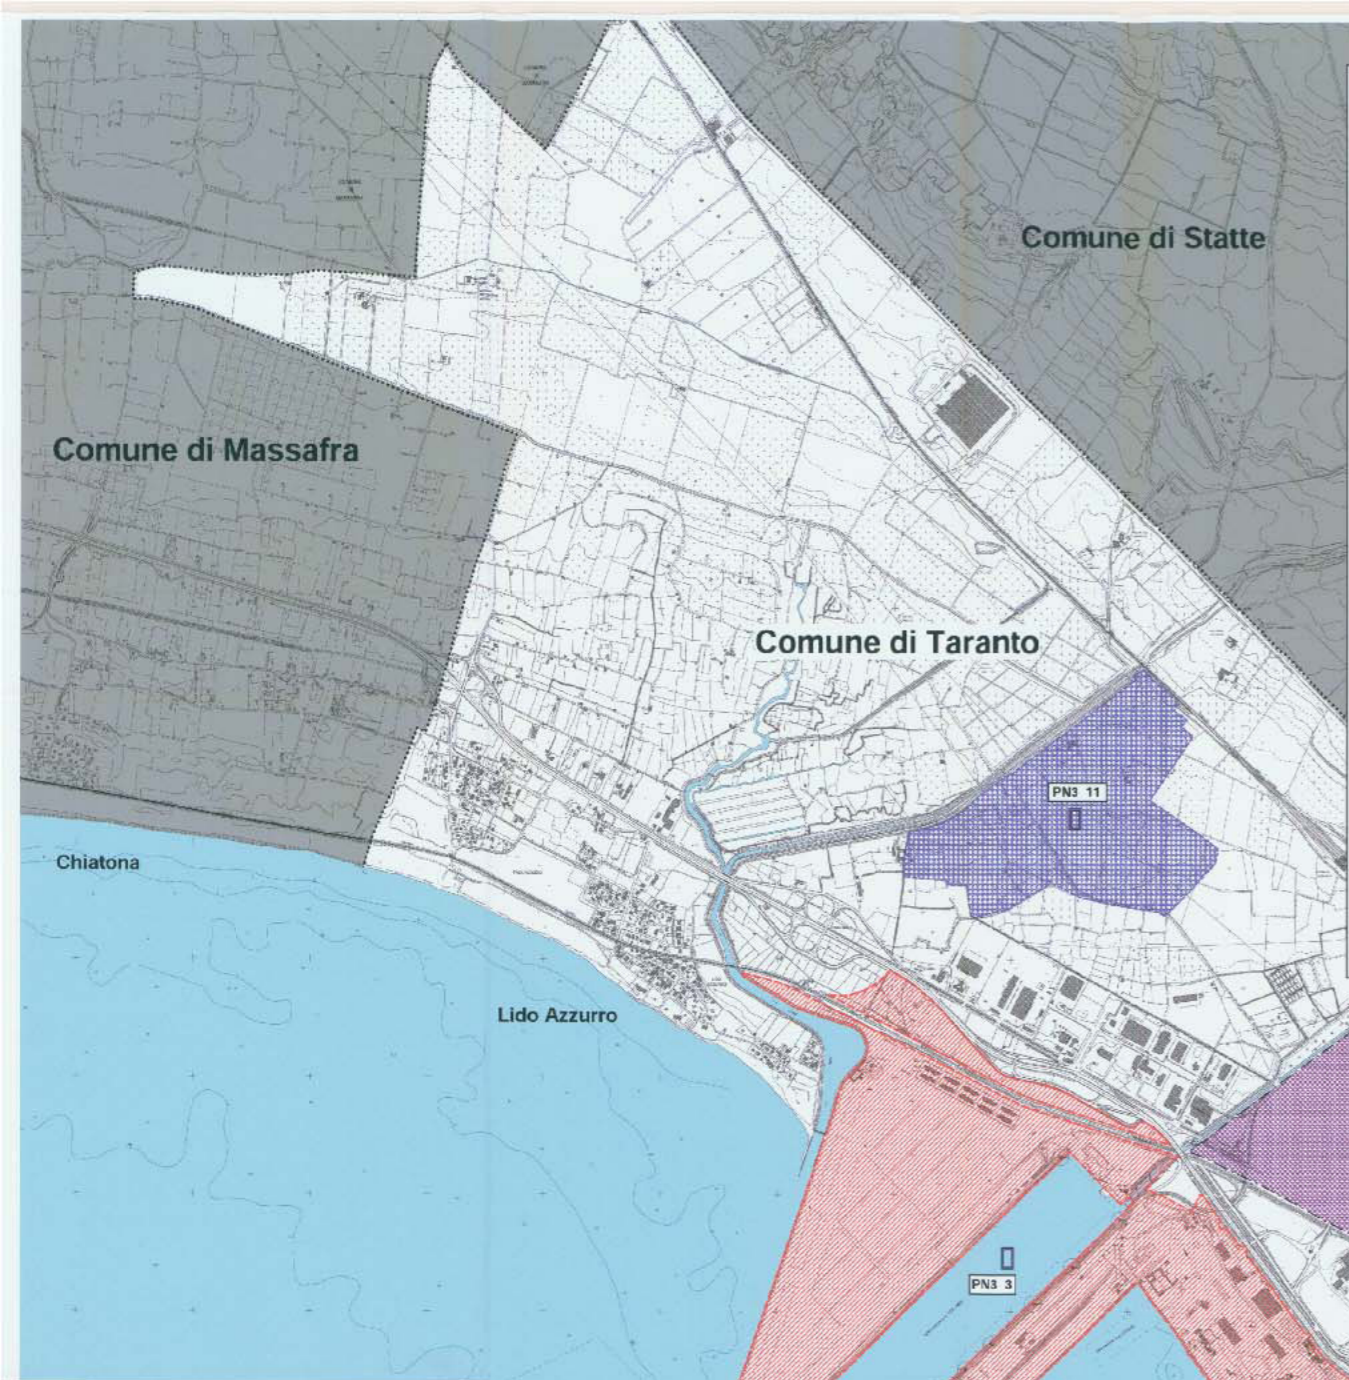 Comune di Statte
Comune di Massafra
Comune di Taranto
PN3 11
Chiatona
Lido Azzurro
PN3 3